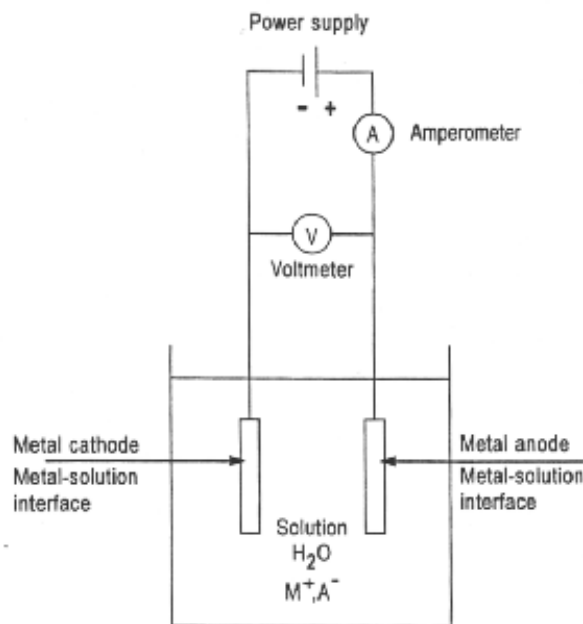 Power supply
- +
A
Amperometer
V
Voltmeter
Metal cathode
Metal-solution
interface
Metal anode
Metal-solution
interface
Solution
H₂O
M⁺,A⁻